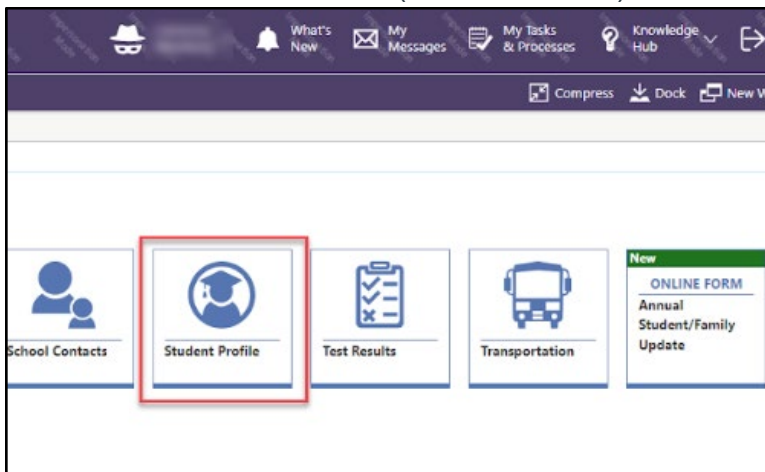 What's New
My Messages
My Tasks & Processes
Knowledge Hub
Compress
Dock
New
School Contacts
Student Profile
Test Results
Transportation
New
ONLINE FORM
Annual
Student/Family
Update